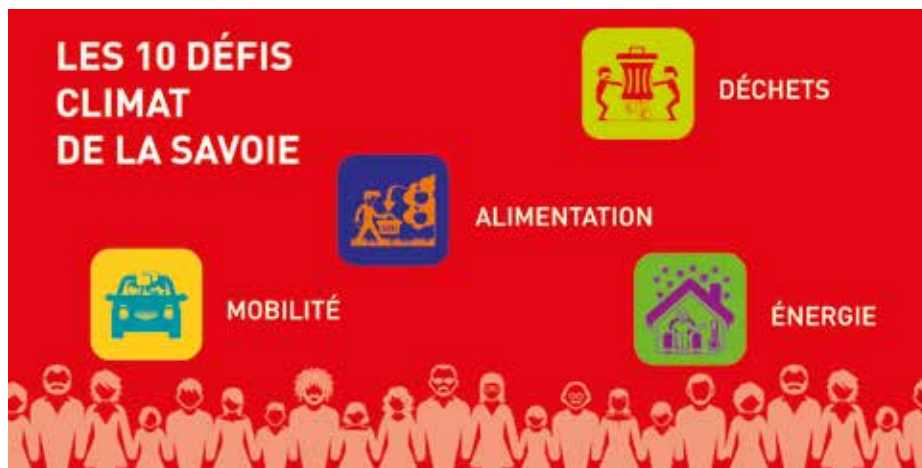 LES 10 DÉFIS
CLIMAT
DE LA SAVOIE
DÉCHETS
ALIMENTATION
MOBILITÉ
ÉNERGIE